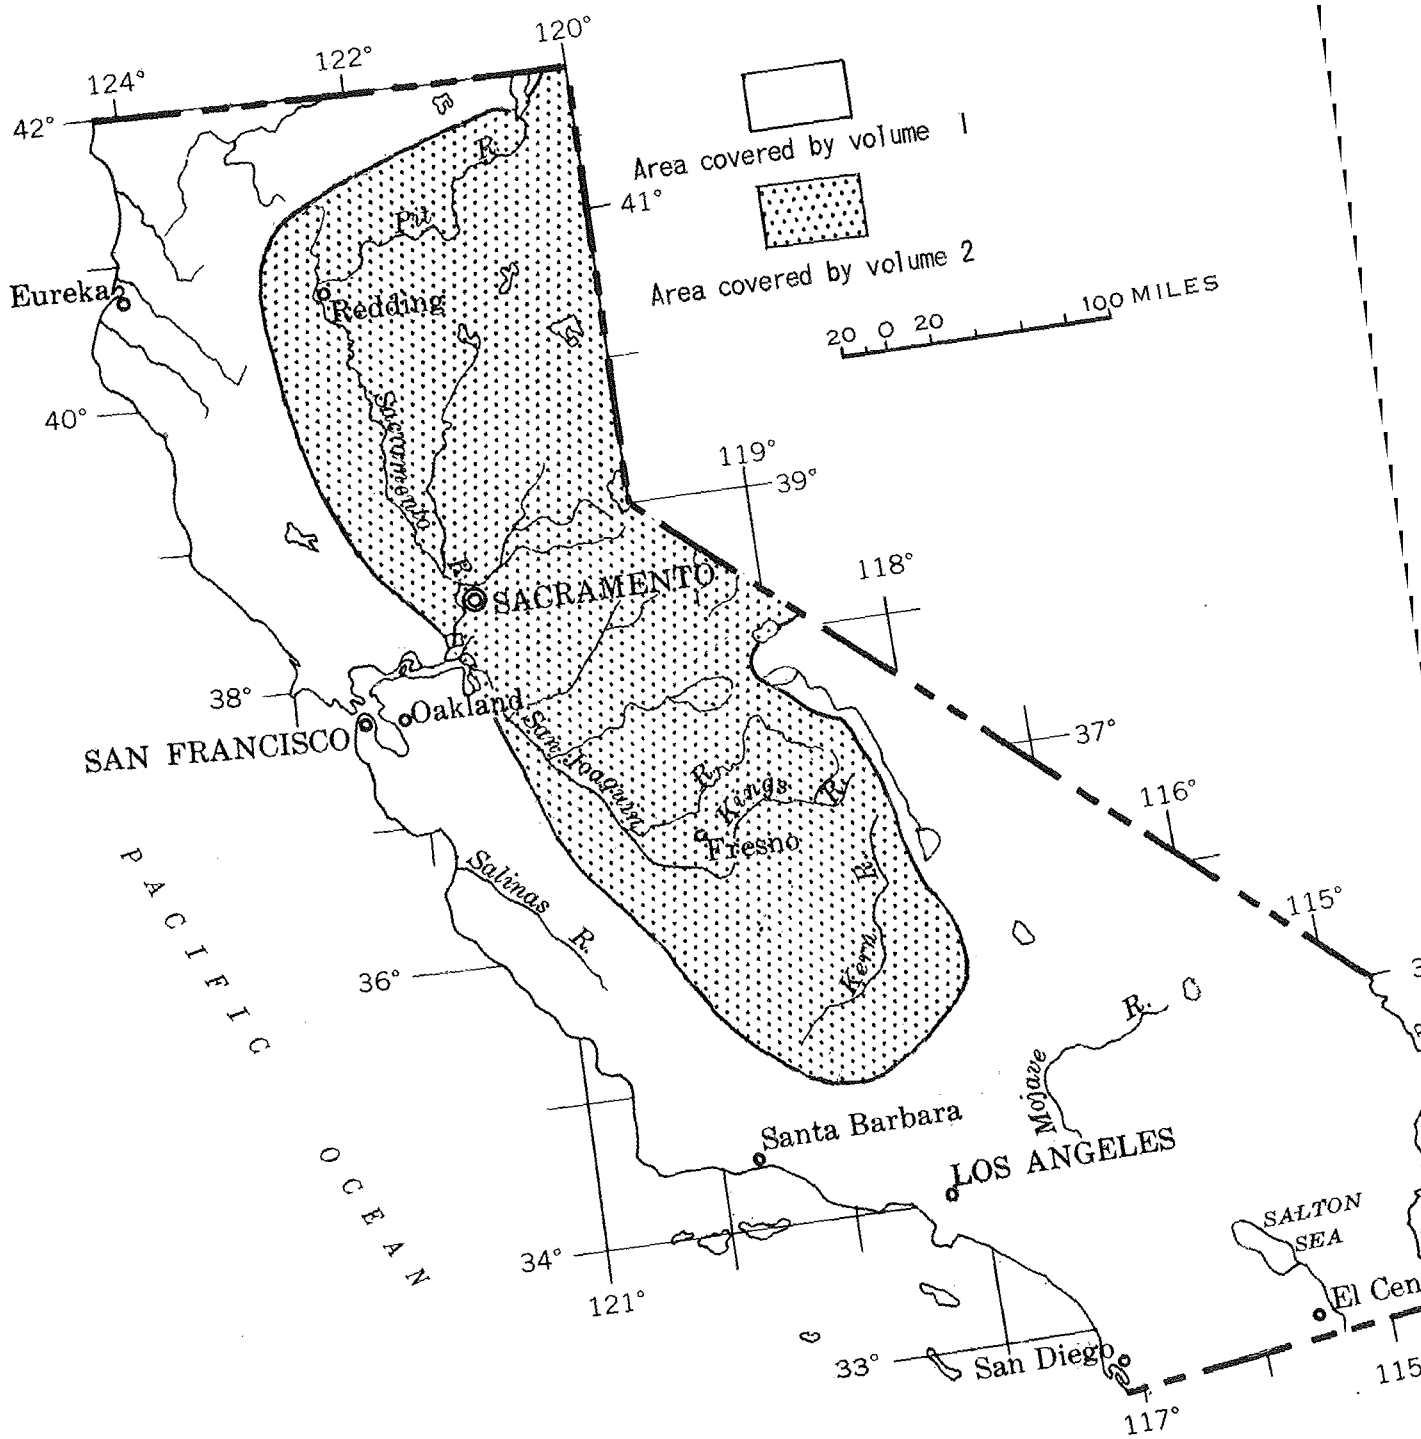 120°
122°
124°
42°
Area covered by volume 1
R.
41°
Pit
Area covered by volume 2
Eureka
Redding
100 MILES
20 0 20
40°
Sacramento
R.
119°
39°
118°
SACRAMENTO
38°
Oakland
SAN FRANCISCO
San Joaquin
R.
37°
Kings
R.
116°
Fresno
PACIFIC
Salinas
R.
R.
Kern
115°
36°
R.
Mojave
Santa Barbara
LOS ANGELES
OCEAN
SALTON
SEA
34°
121°
El Cen
33°
San Diego
115
117°